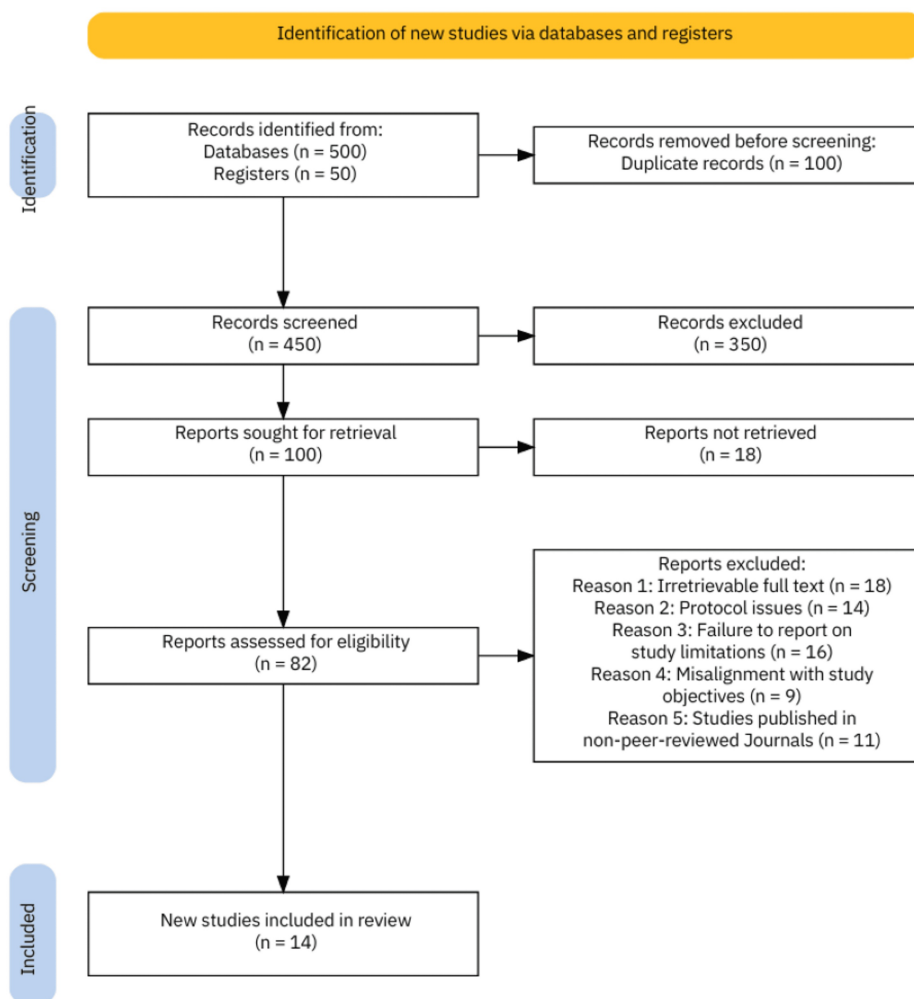 Identification of new studies via databases and registers
Identification
Records identified from:
Databases (n = 500)
Registers (n = 50)
Records removed before screening:
Duplicate records (n = 100)
Screening
Records screened
(n = 450)
Records excluded
(n = 350)
Reports sought for retrieval
(n = 100)
Reports not retrieved
(n = 18)
Reports assessed for eligibility
(n = 82)
Reports excluded:
Reason 1: Irretrievable full text (n = 18)
Reason 2: Protocol issues (n = 14)
Reason 3: Failure to report on
study limitations (n = 16)
Reason 4: Misalignment with study
objectives (n = 9)
Reason 5: Studies published in
non-peer-reviewed Journals (n = 11)
Included
New studies included in review
(n = 14)